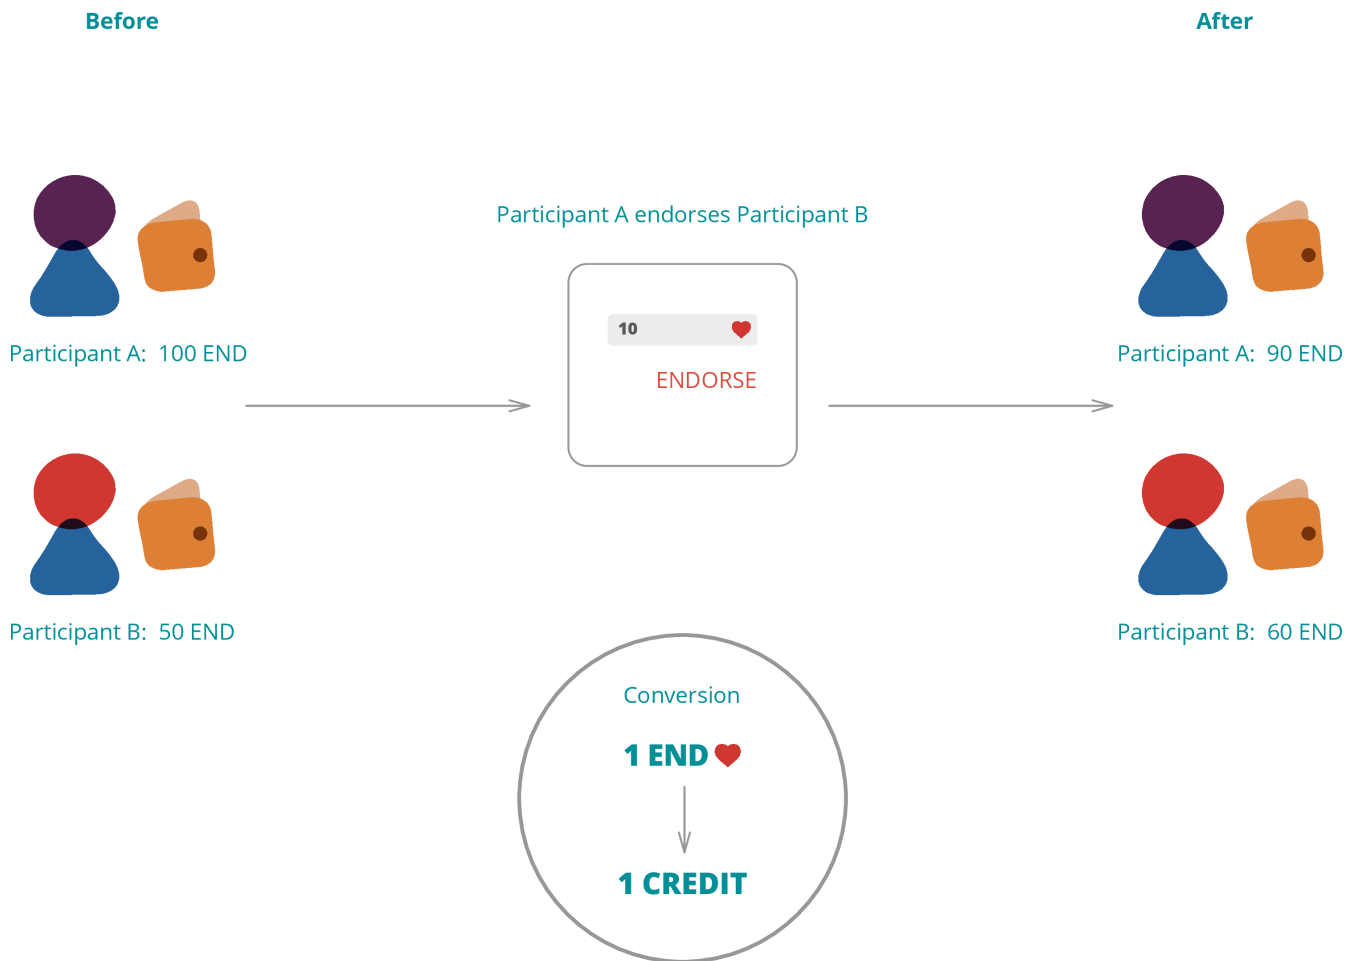 Before
After
Participant A endorses Participant B
10
ENDORSE
Participant A:  100 END
Participant A:  90 END
Participant B:  50 END
Participant B:  60 END
Conversion
1 END
1 CREDIT